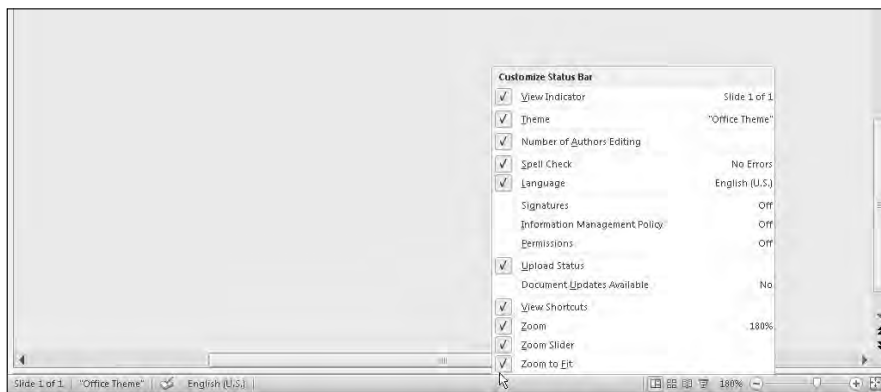 Customize Status Bar
View Indicator Slide 1 of 1
Theme "Office Theme"
Number of Authors Editing
Spell Check No Errors
Language English (U.S.)
Signatures Off
Information Management Policy Off
Permissions Off
Upload Status
Document Updates Available No
View Shortcuts
Zoom 180%
Zoom Slider
Zoom to Fit
Slide 1 of 1 "Office Theme" English (U.S.) 180%